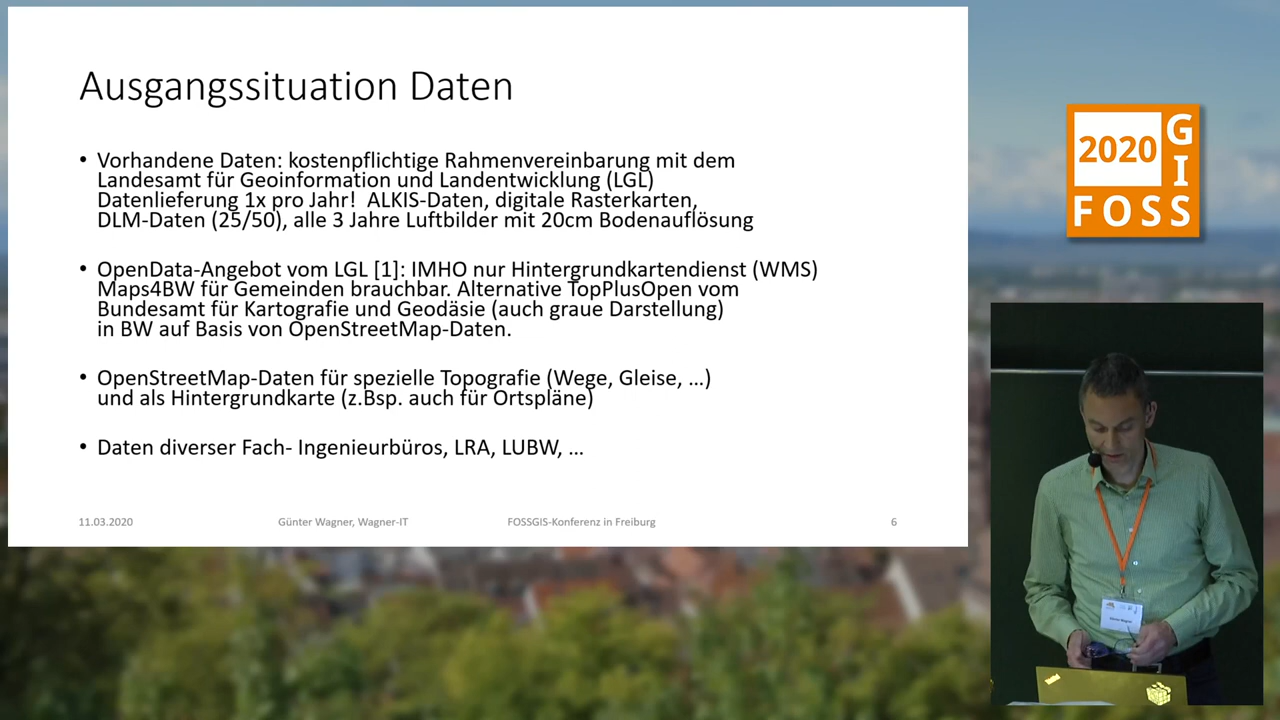 Ausgangssituation Daten
• Vorhandene Daten: kostenpflichtige Rahmenvereinbarung mit dem
Landesamt für Geoinformation und Landentwicklung (LGL)
Datenlieferung 1x pro Jahr! ALKIS-Daten, digitale Rasterkarten,
DLM-Daten (25/50), alle 3 Jahre Luftbilder mit 20cm Bodenauflösung
• OpenData-Angebot vom LGL [1]: IMHO nur Hintergrundkartendienst (WMS)
Maps4BW für Gemeinden brauchbar. Alternative TopPlusOpen vom
Bundesamt für Kartografie und Geodäsie (auch graue Darstellung)
in BW auf Basis von OpenStreetMap-Daten.
• OpenStreetMap-Daten für spezielle Topografie (Wege, Gleise, ...)
und als Hintergrundkarte (z.Bsp. auch für Ortspläne)
• Daten diverser Fach- Ingenieurbüros, LRA, LUBW, ...
11.03.2020
Günter Wagner, Wagner-IT
FOSSGIS-Konferenz in Freiburg
6
2020
GIS
FOSS